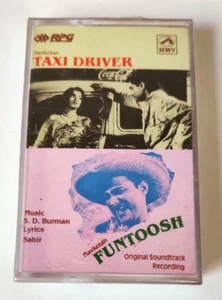 RPG
HMV
Navketan
TAXI DRIVER
Coca-Cola
Music
S. D. Burman
Lyrics
Sahir
Navketan
FUNTOOSH
Original Soundtrack
Recording